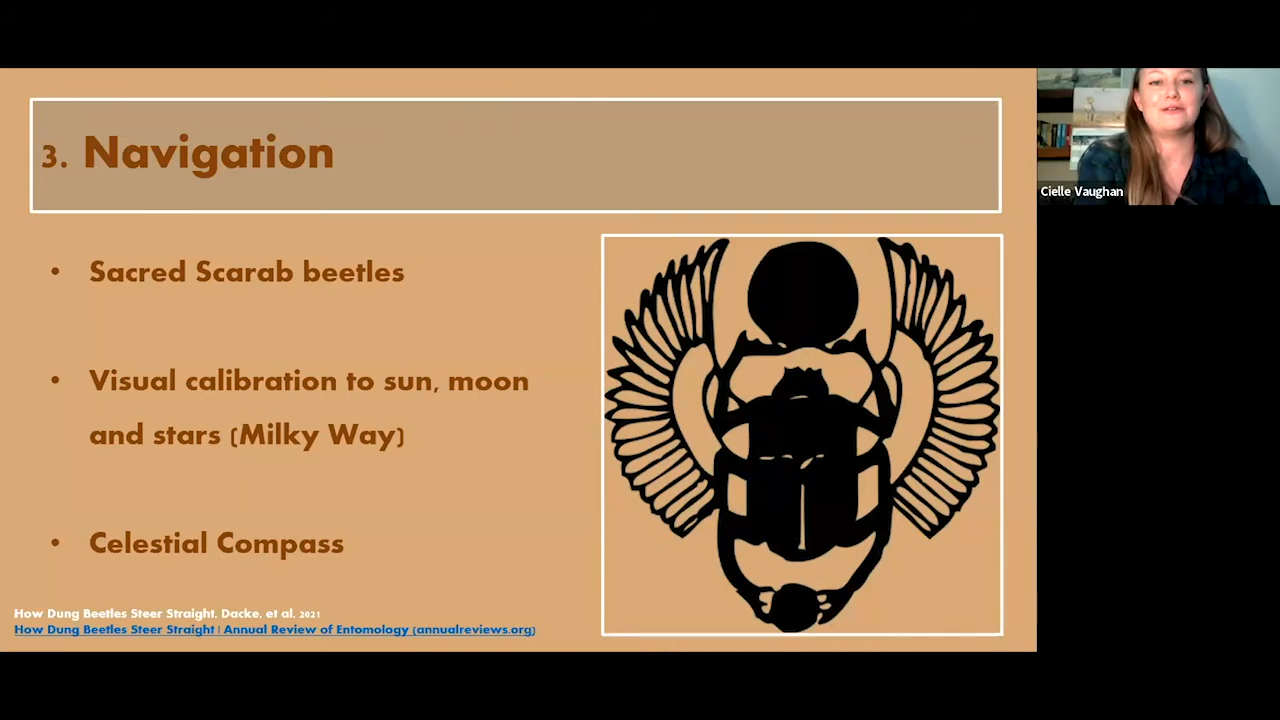 3. Navigation
• Sacred Scarab beetles
• Visual calibration to sun, moon
and stars (Milky Way)
• Celestial Compass
How Dung Beetles Steer Straight. Dacke, et al. 2021
How Dung Beetles Steer Straight | Annual Review of Entomology (annualreviews.org)
Cielle Vaughan